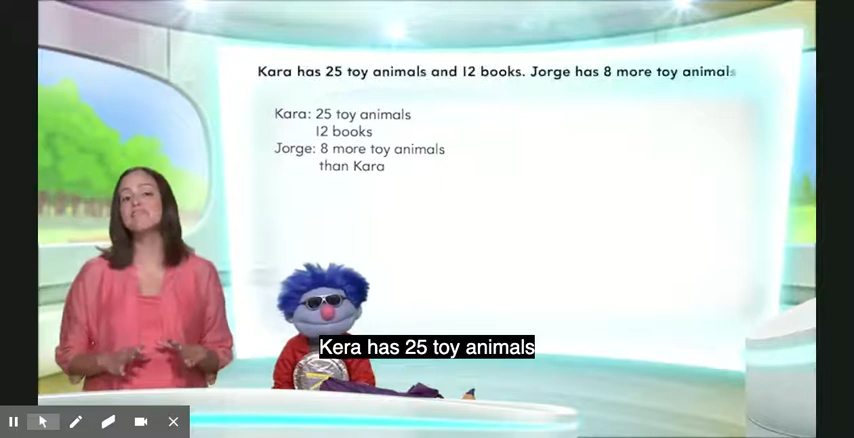 Kara has 25 toy animals and 12 books. Jorge has 8 more toy animals
Kara: 25 toy animals
12 books
Jorge: 8 more toy animals
than Kara
Kera has 25 toy animals